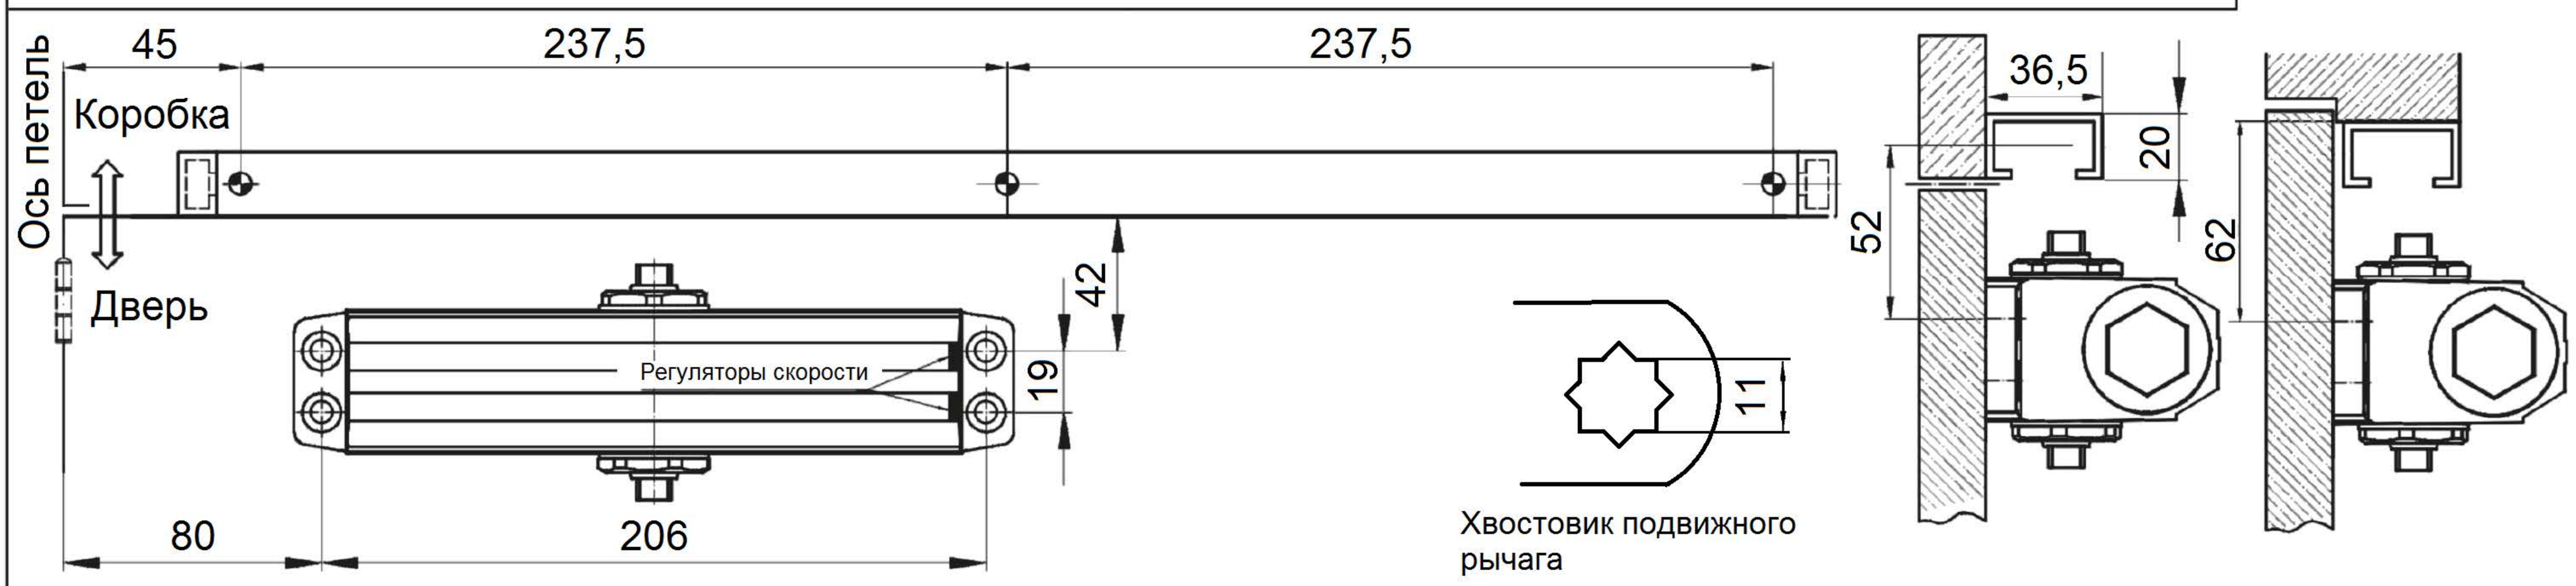 Ось петель
45
237,5
237,5
Коробка
Дверь
42
19
Регуляторы скорости
80
206
11
Хвостовик подвижного
рычага
36,5
20
52
62